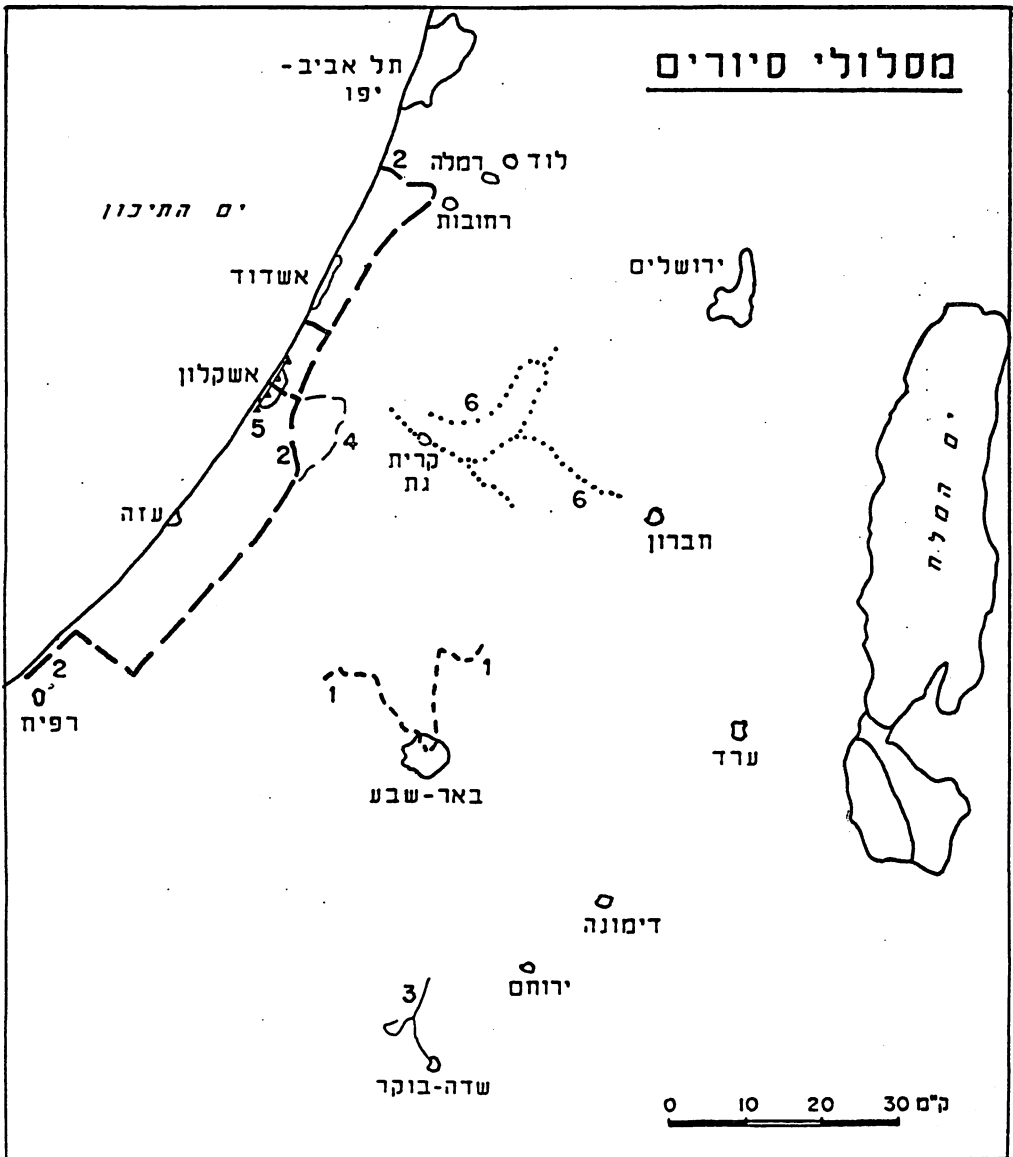 מסלולי סיורים
תל אביב-
יפו
2
רמלה
לוד
רחובות
ים התיכון
ירושלים
אשדוד
אשקלון
5
4
2
6
קרית
גת
6
חברון
ים המלח
עזה
2
רפיח
1
1
באר-שבע
ערד
דימונה
ירוחם
3
שדה-בוקר
0 10 20 30 ק"מ